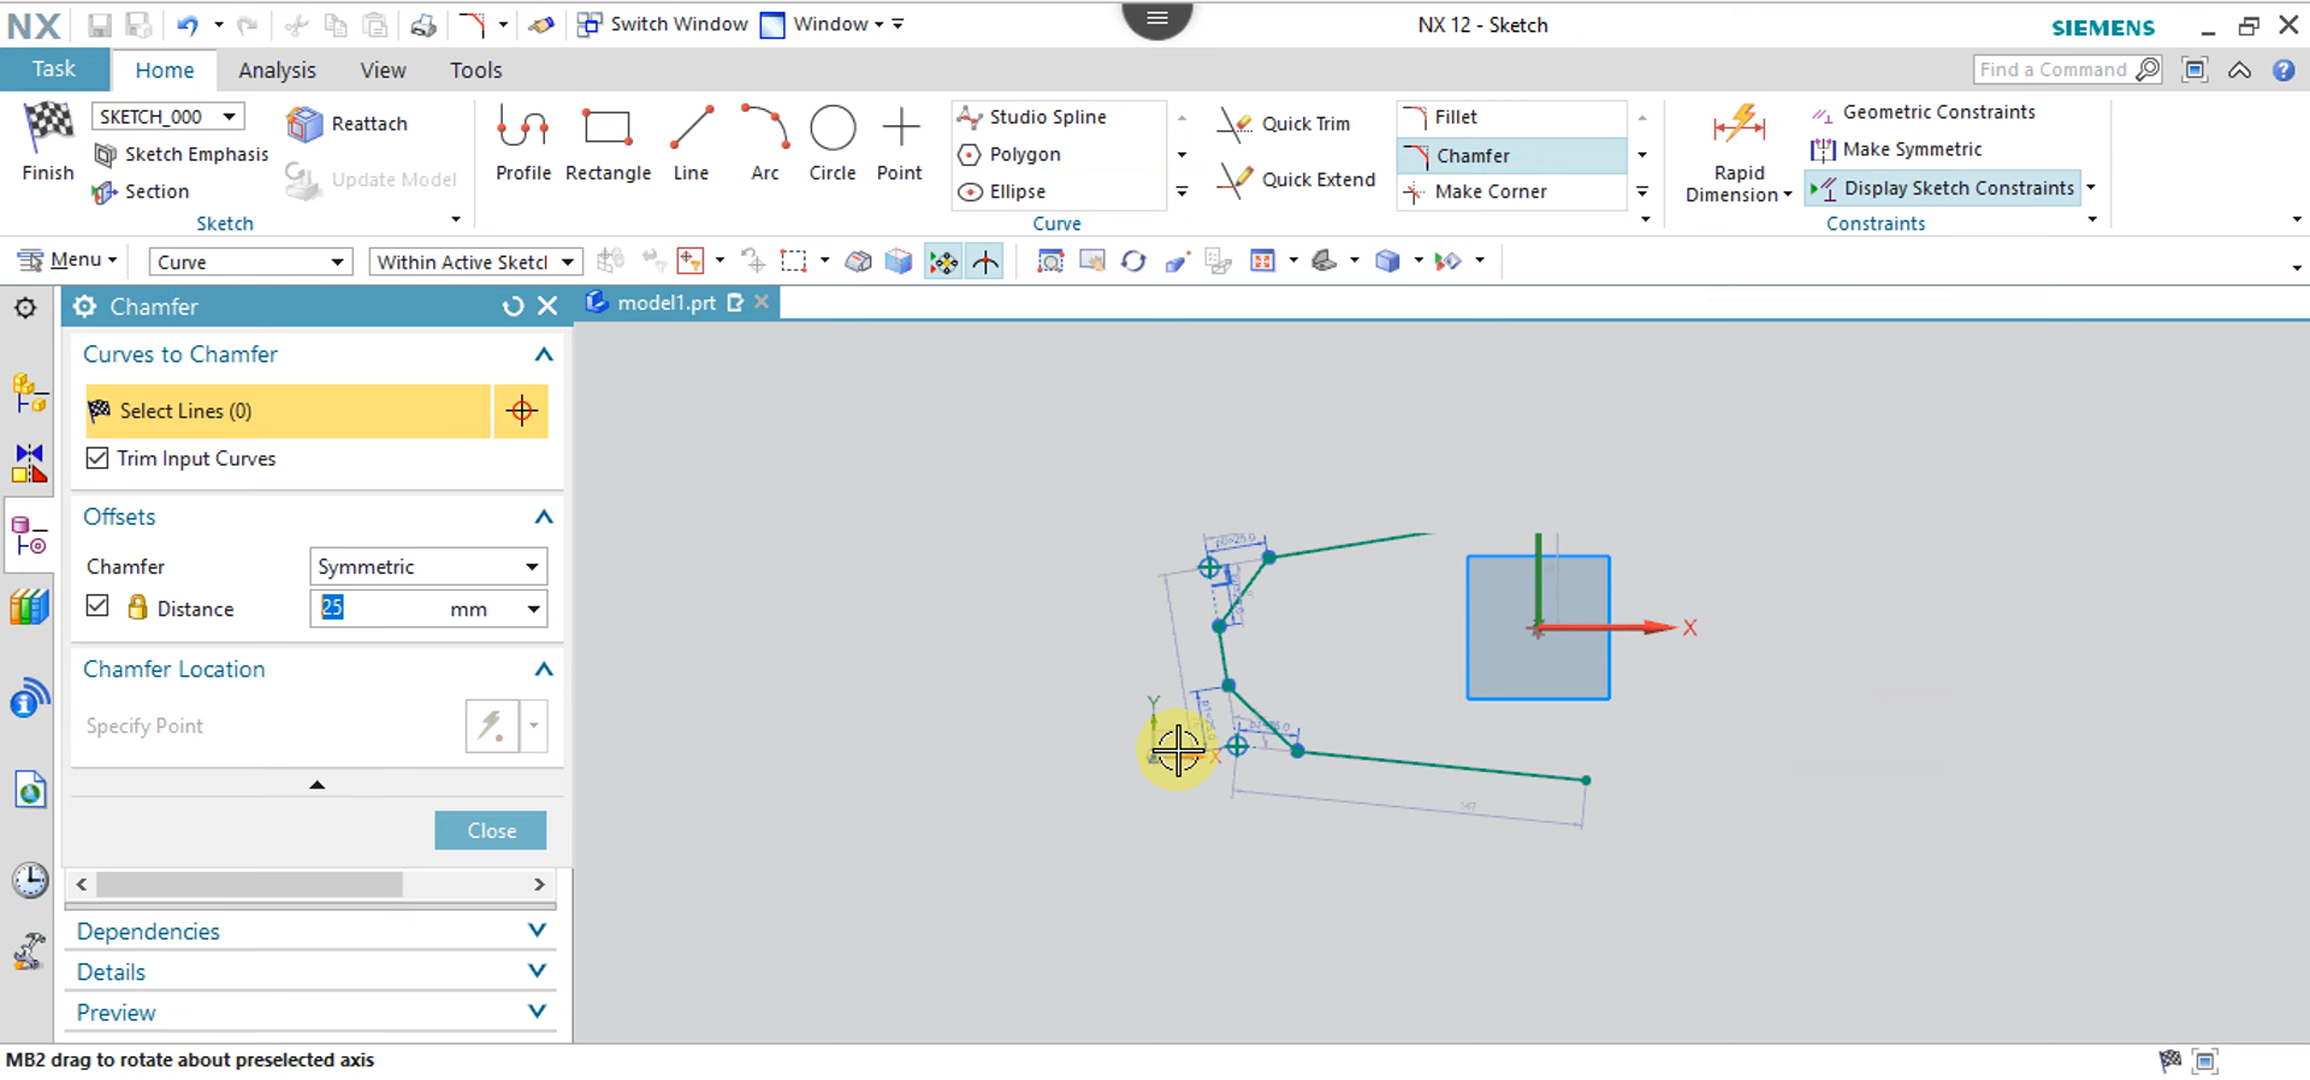 NX
Switch Window
Window
NX 12 - Sketch
SIEMENS
Task
Home
Analysis
View
Tools
Find a Command
Finish
SKETCH_000
Sketch Emphasis
Section
Reattach
Update Model
Sketch
Profile
Rectangle
Line
Arc
Circle
Point
Studio Spline
Polygon
Ellipse
Quick Trim
Quick Extend
Fillet
Chamfer
Make Corner
Curve
Rapid
Dimension
Geometric Constraints
Make Symmetric
Display Sketch Constraints
Constraints
Menu
Curve
Within Active Sketcl
Chamfer
model1.prt
Curves to Chamfer
Select Lines (0)
Trim Input Curves
Offsets
Chamfer
Symmetric
Distance
25
mm
Chamfer Location
Specify Point
Close
Dependencies
Details
Preview
X
Y
X
MB2 drag to rotate about preselected axis